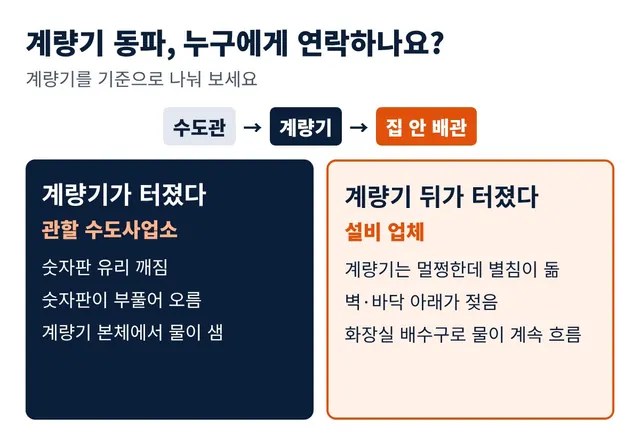 계량기 동파, 누구에게 연락하나요?
계량기를 기준으로 나눠 보세요
수도관 → 계량기 → 집 안 배관
계량기가 터졌다
관할 수도사업소
숫자판 유리 깨짐
숫자판이 부풀어 오름
계량기 본체에서 물이 샘
계량기 뒤가 터졌다
설비 업체
계량기는 멀쩡한데 별침이 돎
벽·바닥 아래가 젖음
화장실 배수구로 물이 계속 흐름